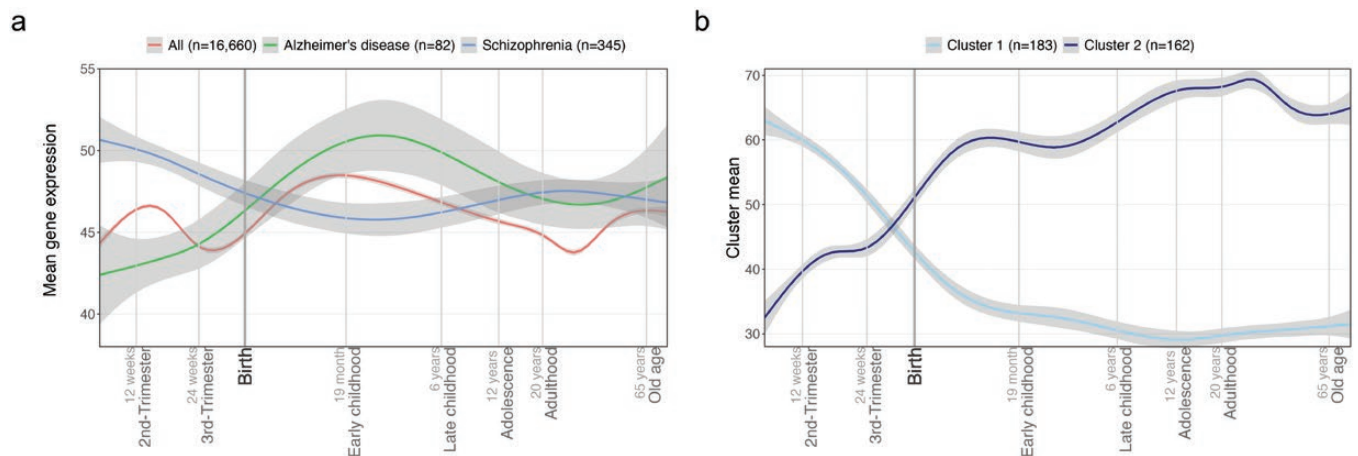 a
All (n=16,660) Alzheimer's disease (n=82) Schizophrenia (n=345)
Mean gene expression
55
50
45
40
12 weeks
2nd-Trimester
24 weeks
3rd-Trimester
Birth
19 month
Early childhood
6 years
Late childhood
12 years
Adolescence
20 years
Adulthood
65 years
Old age
b
Cluster 1 (n=183) Cluster 2 (n=162)
Cluster mean
70
60
50
40
30
12 weeks
2nd-Trimester
24 weeks
3rd-Trimester
Birth
19 month
Early childhood
6 years
Late childhood
12 years
Adolescence
20 years
Adulthood
65 years
Old age